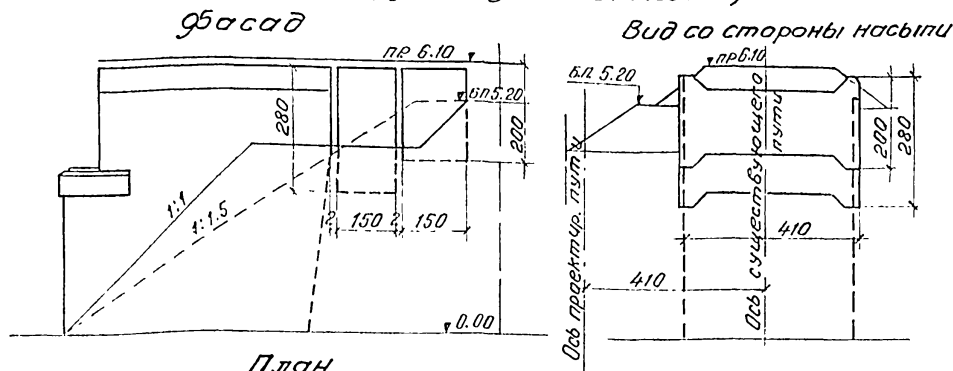 Фасад
Вид со стороны насыпи
пр 6.10
бп 5.20
280
200
1:1
1:1.5
2
150
2
150
0.00
План
пр 6.10
бп 5.20
200
280
410
410
Ось проектир. пути
Ось существующего
пути